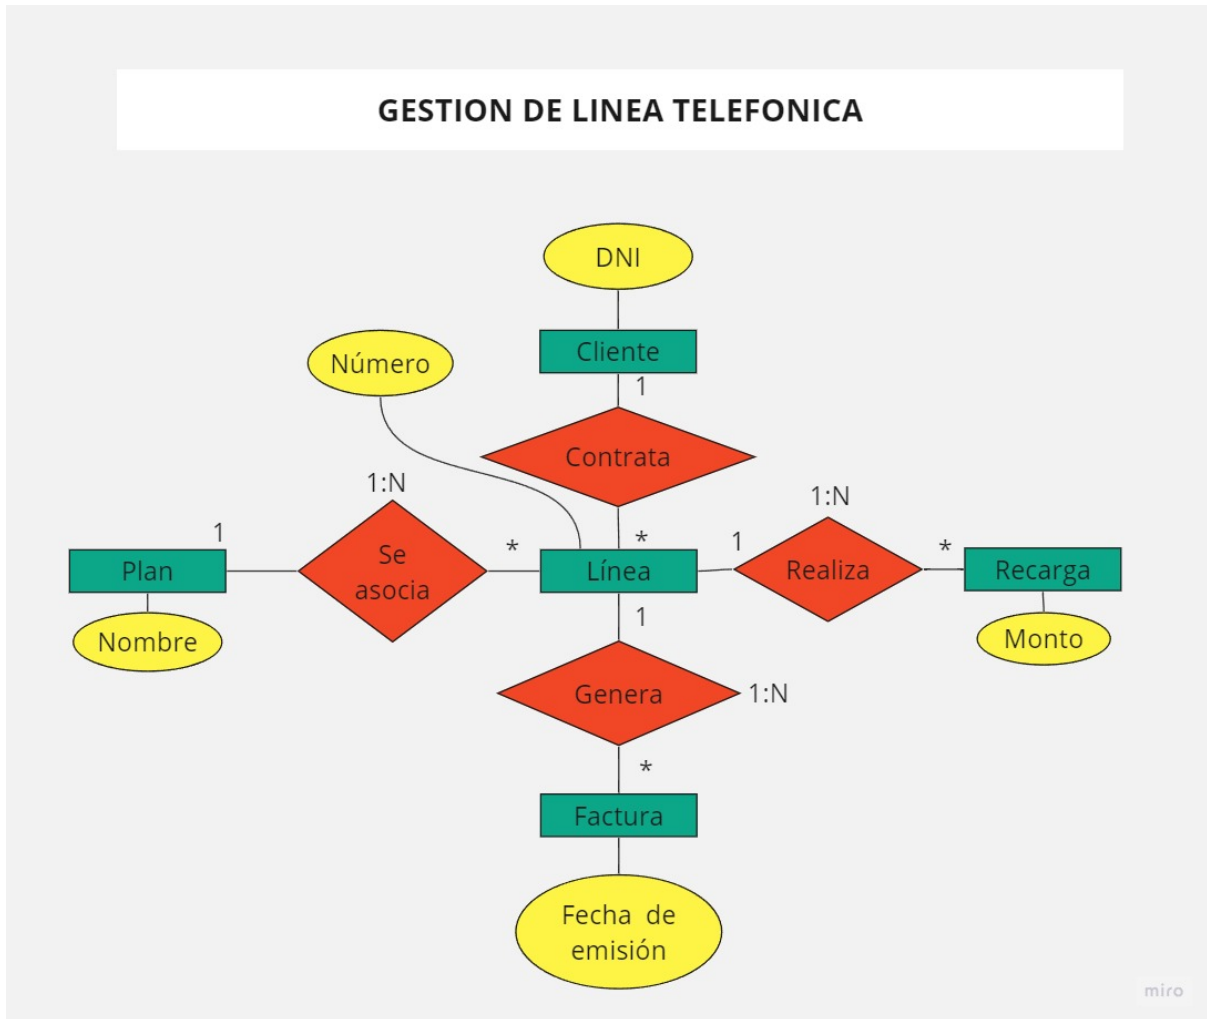 GESTION DE LINEA TELEFONICA
DNI
Cliente
1
Número
Contrata
1:N
1:N
1
*
*
1
*
Plan
Se
asocia
Línea
Realiza
Recarga
Nombre
1
Monto
Genera
1:N
*
Factura
Fecha de
emisión
miro